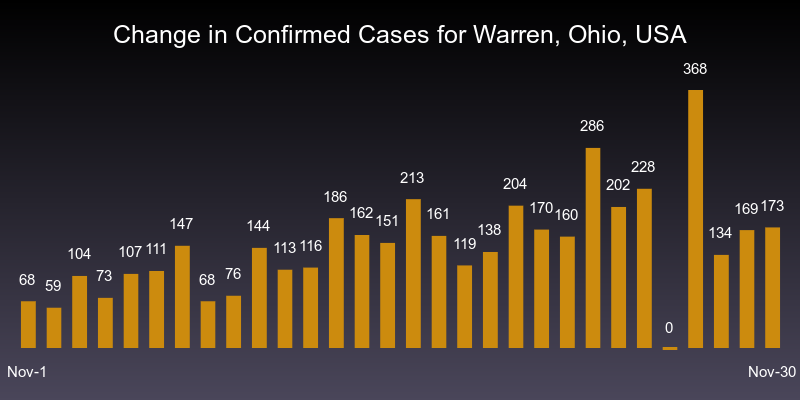 Change in Confirmed Cases for Warren, Ohio, USA
68 59 104 73 107 111 147 68 76 144 113 116 186 162 151 213 161 119 138 204 170 160 286 202 228 0 368 134 169 173
Nov-1 Nov-30